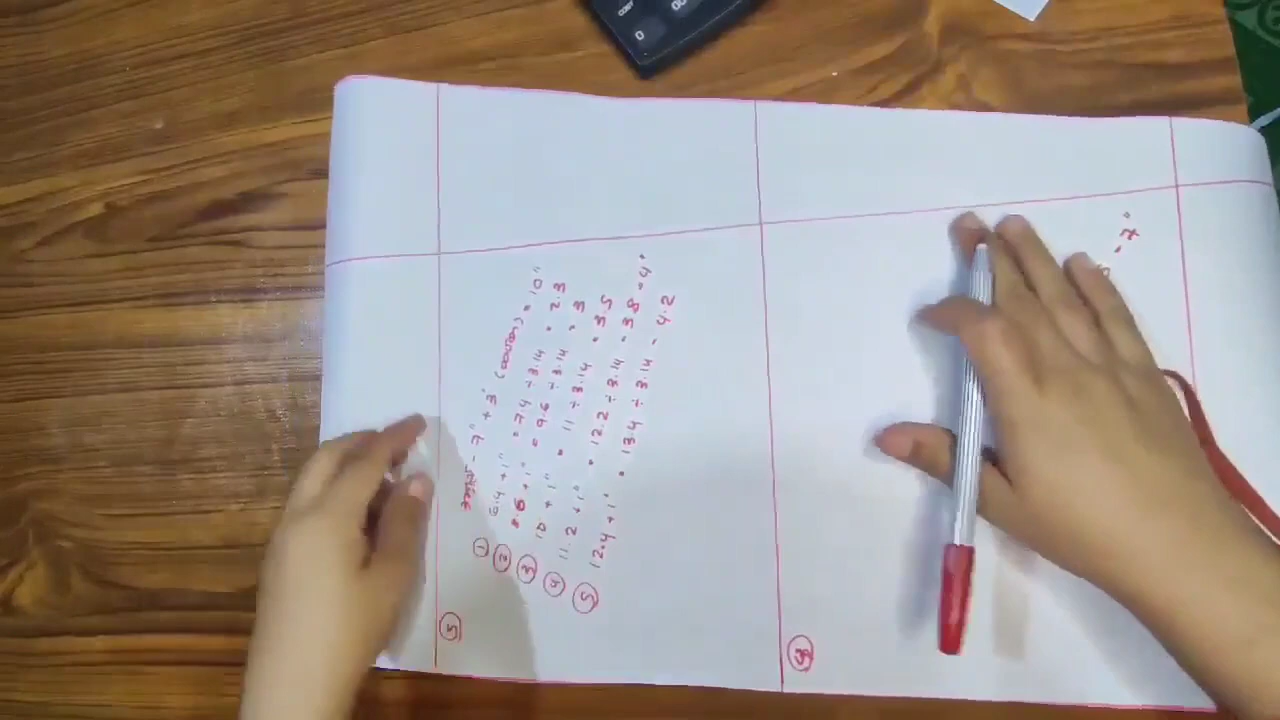 ⑤
- 7" + 3" = 10"
① 6.4 + 1" = 7.4 ÷ 3.14 = 2.3
② 8.6 + 1" = 9.6 ÷ 3.14 = 3
③ 10 + 1" = 11 ÷ 3.14 = 3.5
④ 11.2 + 1" = 12.2 ÷ 3.14 = 3.8 = 4"
⑤ 12.4 + 1" = 13.4 ÷ 3.14 = 4.2
- 7"
0